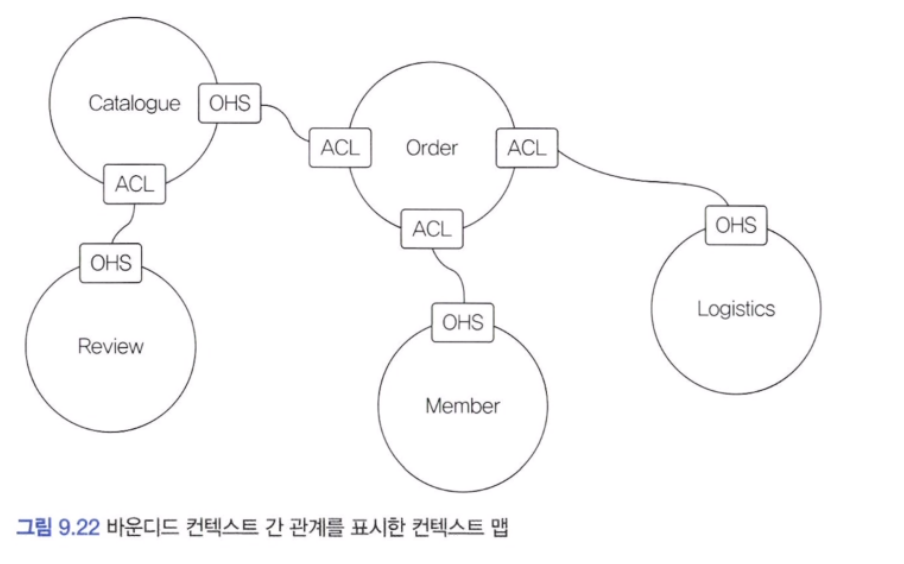 Catalogue
OHS
ACL
Order
ACL
ACL
ACL
OHS
OHS
Review
OHS
Member
Logistics
그림 9.22 바운디드 컨텍스트 간 관계를 표시한 컨텍스트 맵